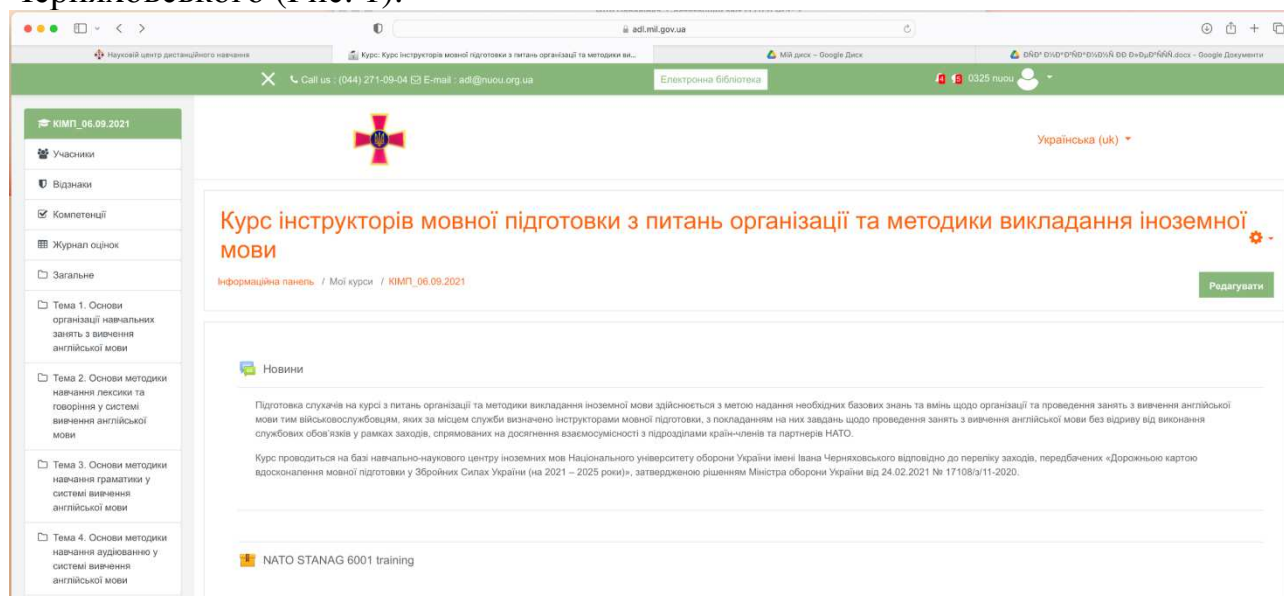 Черняховського (Рис. 1).
adl.mil.gov.ua
Науковій центр дистанційного навчання
Курс: Курс інструкторів мовної підготовки з питань організації та методики ви...
Мій диск – Google Диск
Call us : (044) 271-09-04 E-mail : adl@nuou.org.ua
Електронна бібліотека
4 5 0325 nuou
КІМП_06.09.2021
Учасники
Відзнаки
Компетенції
Журнал оцінок
Загальне
Тема 1. Основи
організації навчальних
занять з вивчення
англійської мови
Тема 2. Основи методики
навчання лексики та
говоріння у системі
вивчення англійської
мови
Тема 3. Основи методики
навчання граматики у
системі вивчення
англійської мови
Тема 4. Основи методики
навчання аудіюванню у
системі вивчення
англійської мови
Українська (uk)
Курс інструкторів мовної підготовки з питань організації та методики викладання іноземної
мови
Інформаційна панель / Мої курси / КІМП_06.09.2021
Редагувати
Новини
Підготовка слухачів на курсі з питань організації та методики викладання іноземної мови здійснюється з метою надання необхідних базових знань та вмінь щодо організації та проведення занять з вивчення англійської
мови тим військовослужбовцям, яких за місцем служби визначено інструкторами мовної підготовки, з покладанням на них завдань щодо проведення занять з вивчення англійської мови без відриву від виконання
службових обов'язків у рамках заходів, спрямованих на досягнення взаємосумісності з підрозділами країн-членів та партнерів НАТО.
Курс проводиться на базі навчально-наукового центру іноземних мов Національного університету оборони України імені Івана Черняховського відповідно до переліку заходів, передбачених «Дорожньою картою
вдосконалення мовної підготовки у Збройних Силах України (на 2021 – 2025 роки)», затвердженою рішенням Міністра оборони України від 24.02.2021 № 17108/з/11-2020.
NATO STANAG 6001 training